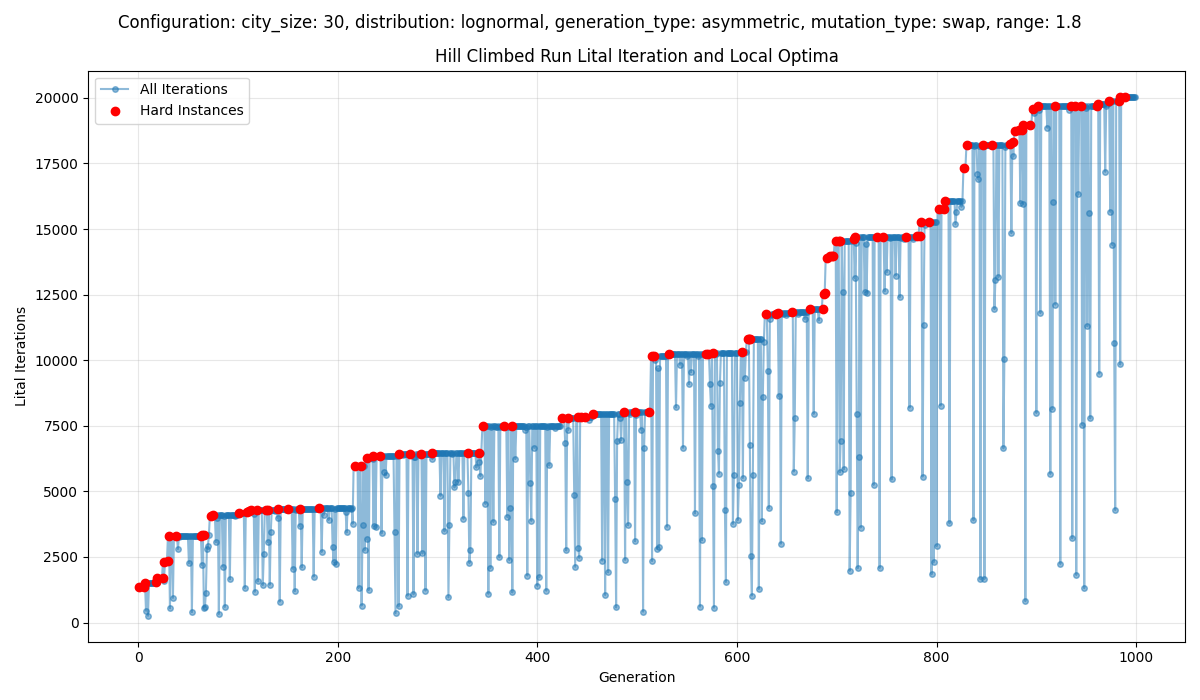 Configuration: city_size: 30, distribution: lognormal, generation_type: asymmetric, mutation_type: swap, range: 1.8
Hill Climbed Run Lital Iteration and Local Optima
All Iterations
Hard Instances
20000
17500
15000
12500
10000
7500
5000
2500
0
Lital Iterations
0 200 400 600 800 1000
Generation